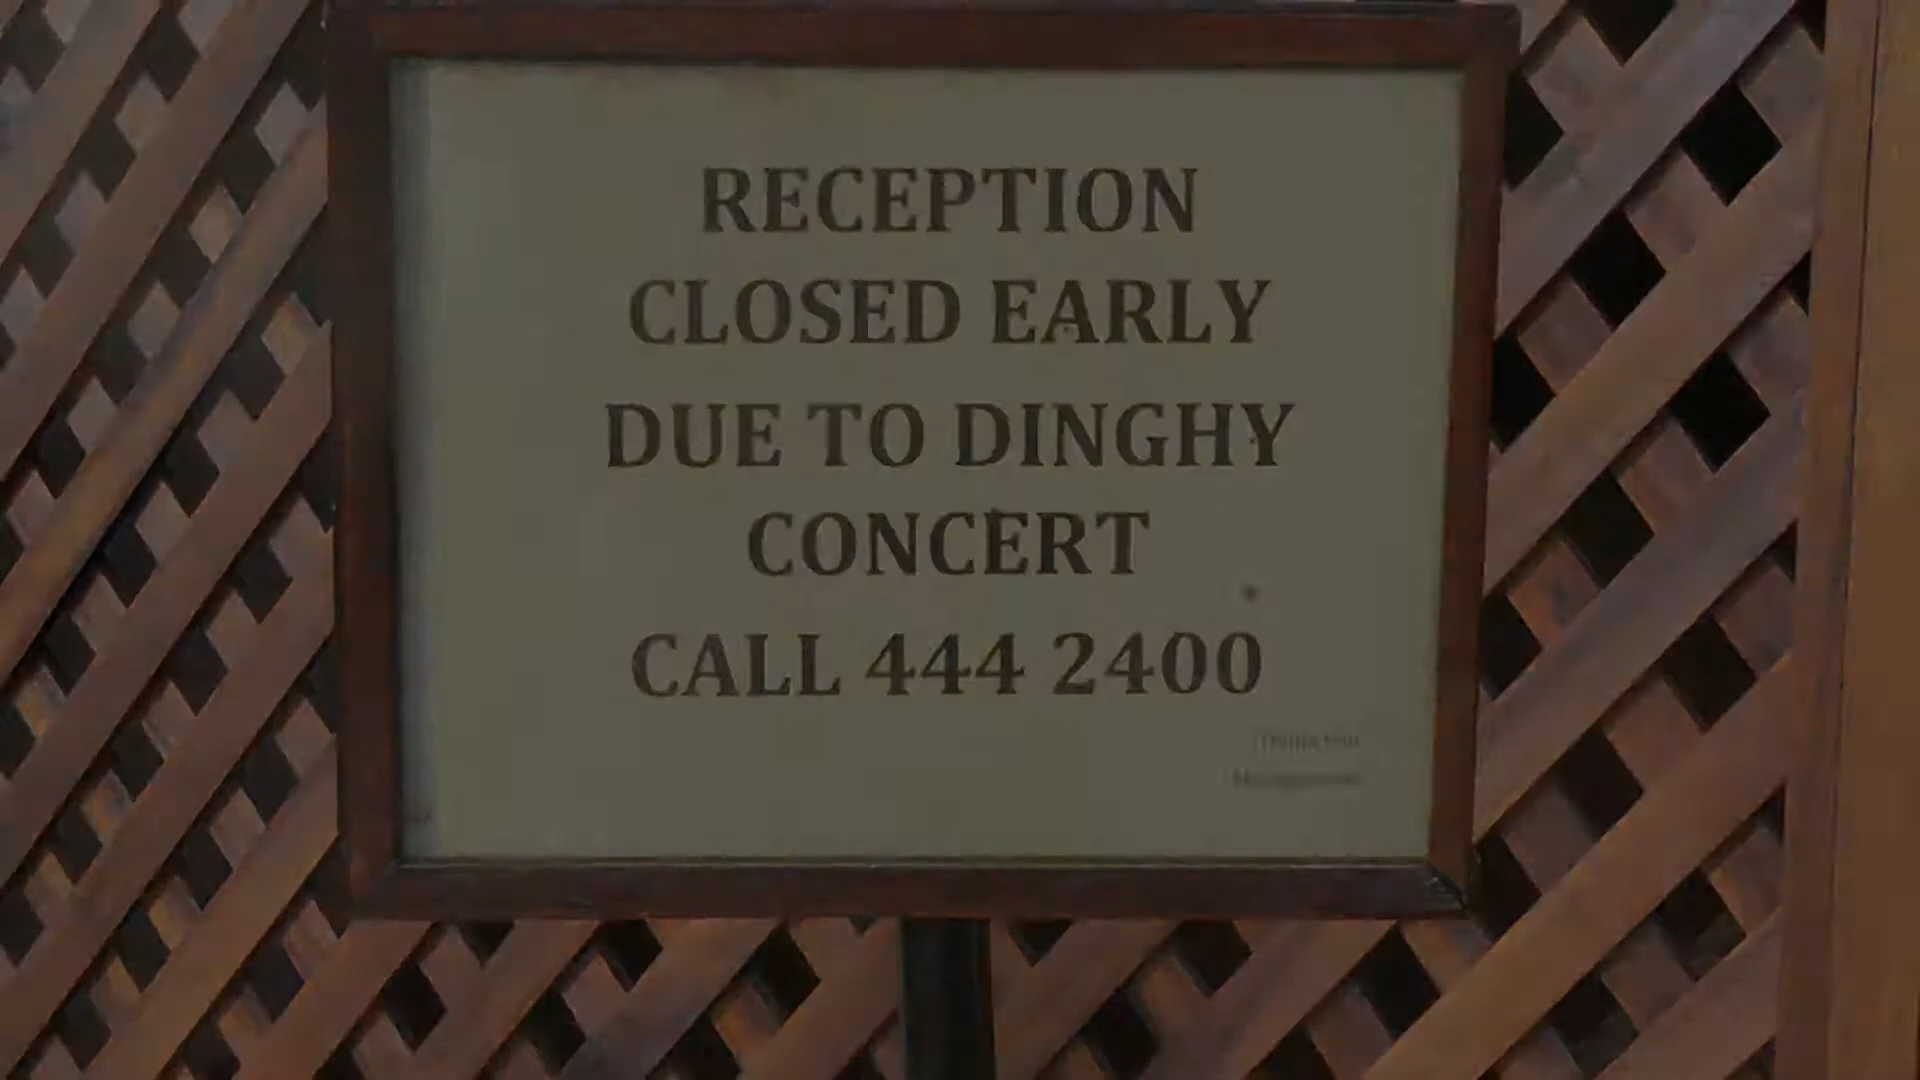 RECEPTION
CLOSED EARLY
DUE TO DINGHY
CONCERT
CALL 444 2400